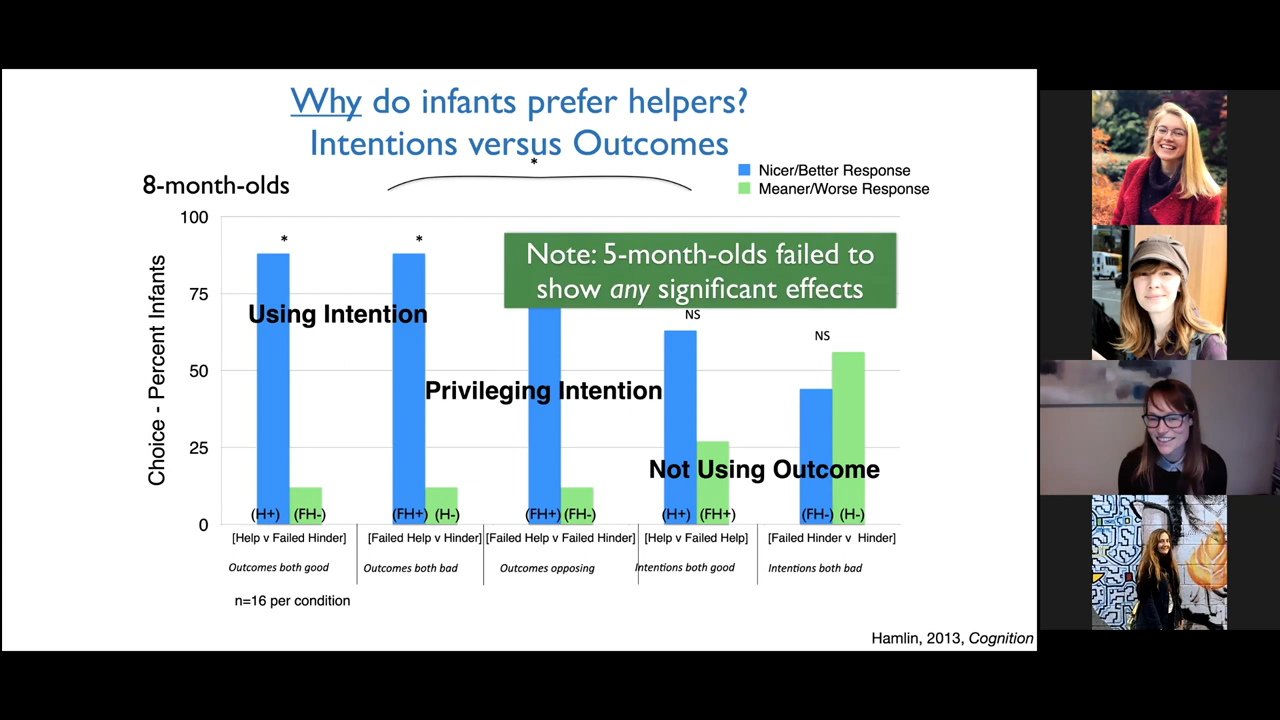 Why do infants prefer helpers?
Intentions versus Outcomes
*
8-month-olds
Nicer/Better Response
Meaner/Worse Response
Choice - Percent Infants
100
75
50
25
0
*
*
NS
NS
Note: 5-month-olds failed to
show any significant effects
Using Intention
Privileging Intention
Not Using Outcome
(H+) (FH-) (FH+) (H-) (FH+) (FH-) (H+) (FH+) (FH-) (H-)
[Help v Failed Hinder] [Failed Help v Hinder] [Failed Help v Failed Hinder] [Help v Failed Help] [Failed Hinder v Hinder]
Outcomes both good Outcomes both bad Outcomes opposing Intentions both good Intentions both bad
n=16 per condition
Hamlin, 2013, Cognition